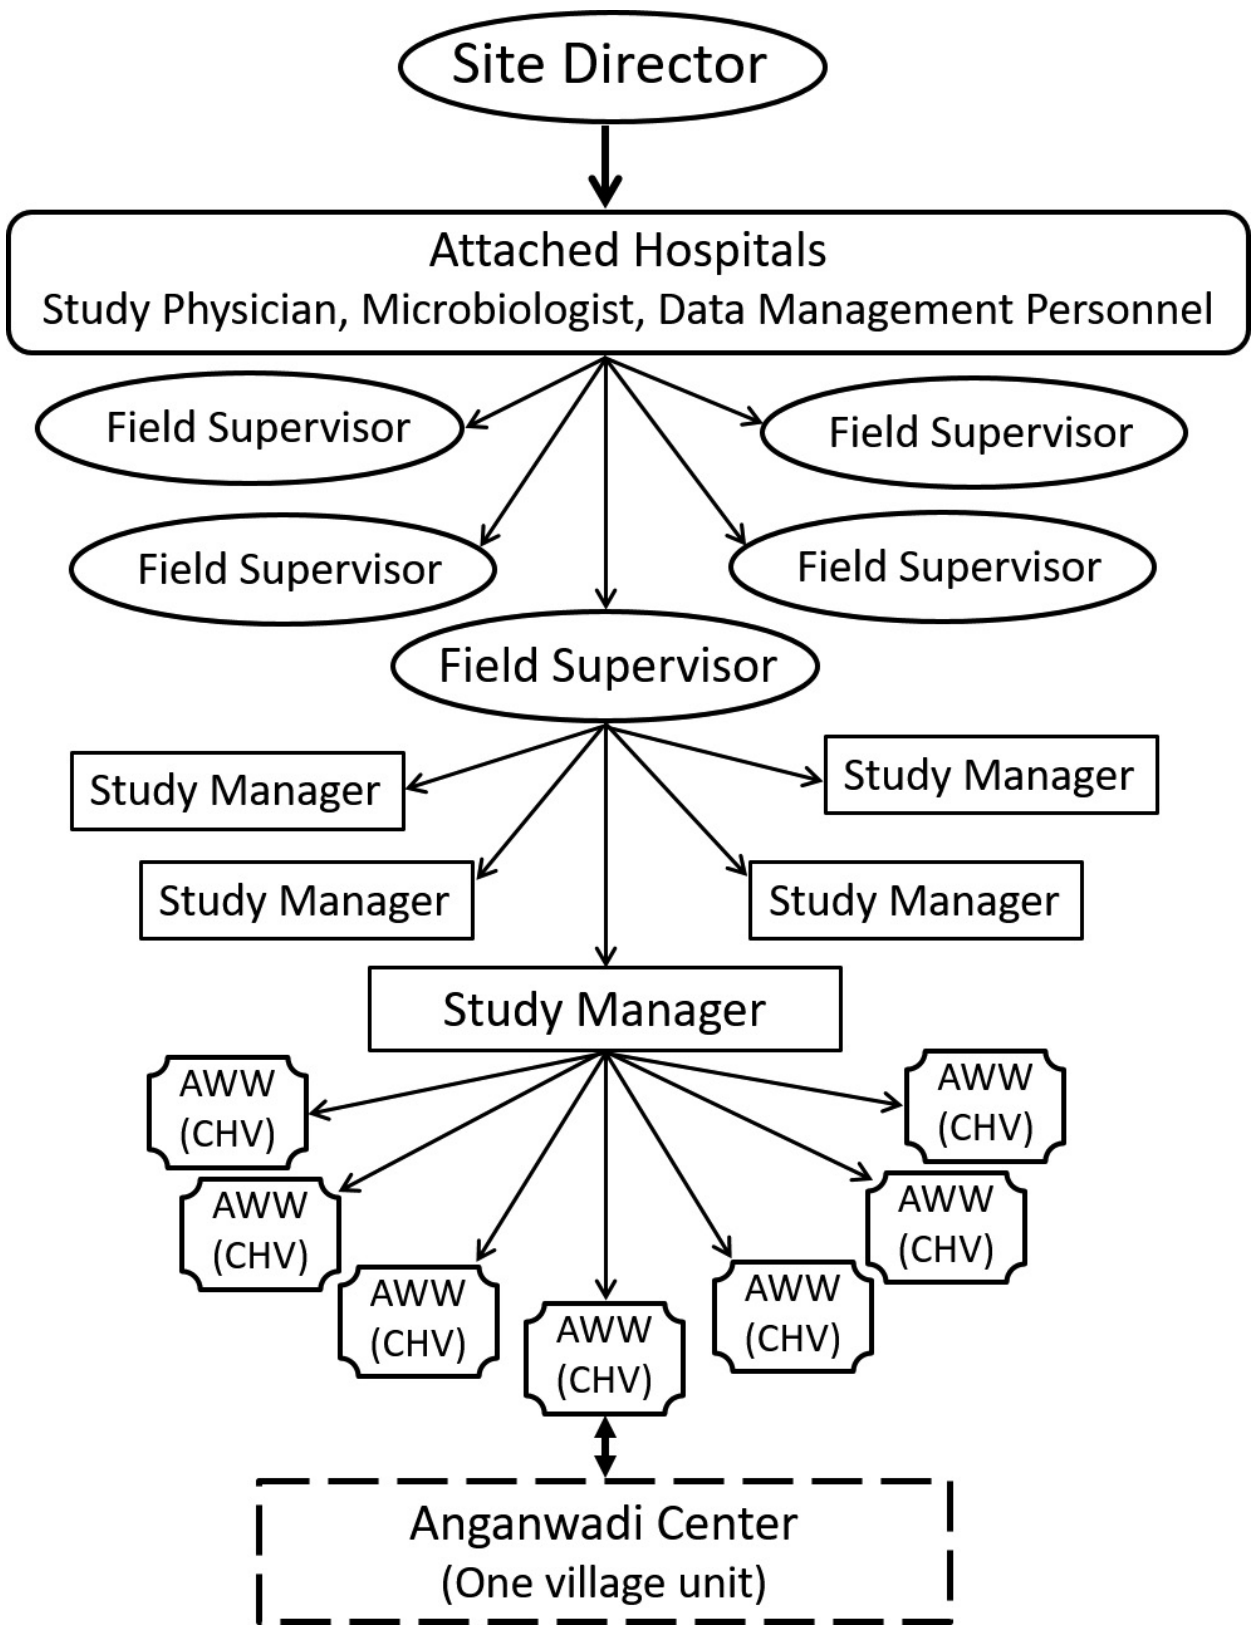 Site Director
Attached Hospitals
Study Physician, Microbiologist, Data Management Personnel
Field Supervisor
Field Supervisor
Field Supervisor
Field Supervisor
Field Supervisor
Study Manager
Study Manager
Study Manager
Study Manager
Study Manager
AWW
(CHV)
AWW
(CHV)
AWW
(CHV)
AWW
(CHV)
AWW
(CHV)
AWW
(CHV)
AWW
(CHV)
Anganwadi Center
(One village unit)